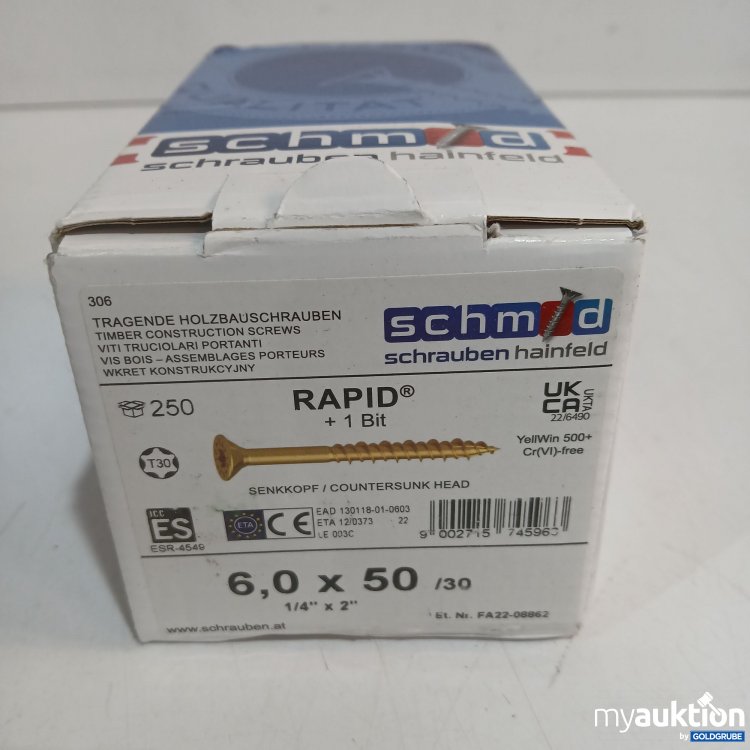 ALITAT
schmid
schrauben hainfeld
306
TRAGENDE HOLZBAUSCHRAUBEN
TIMBER CONSTRUCTION SCREWS
VITI TRUCIOLARI PORTANTI
VIS BOIS – ASSEMBLAGES PORTEURS
WKRET KONSTRUKCYJNY
schmid
schrauben hainfeld
250
RAPID®
+ 1 Bit
UK
CA
UKTA
22/6490
T30
YellWin 500+
Cr(VI)-free
SENKKOPF / COUNTERSUNK HEAD
ICC
ES
ESR-4549
ETA
CE
EAD 130118-01-0603
ETA 12/0373 22
LE 003C
9 002715 745963
6,0 x 50 /30
1/4" x 2"
Et. Nr. FA22-08862
www.schrauben.at
myauktion
by GOLDGRUBE